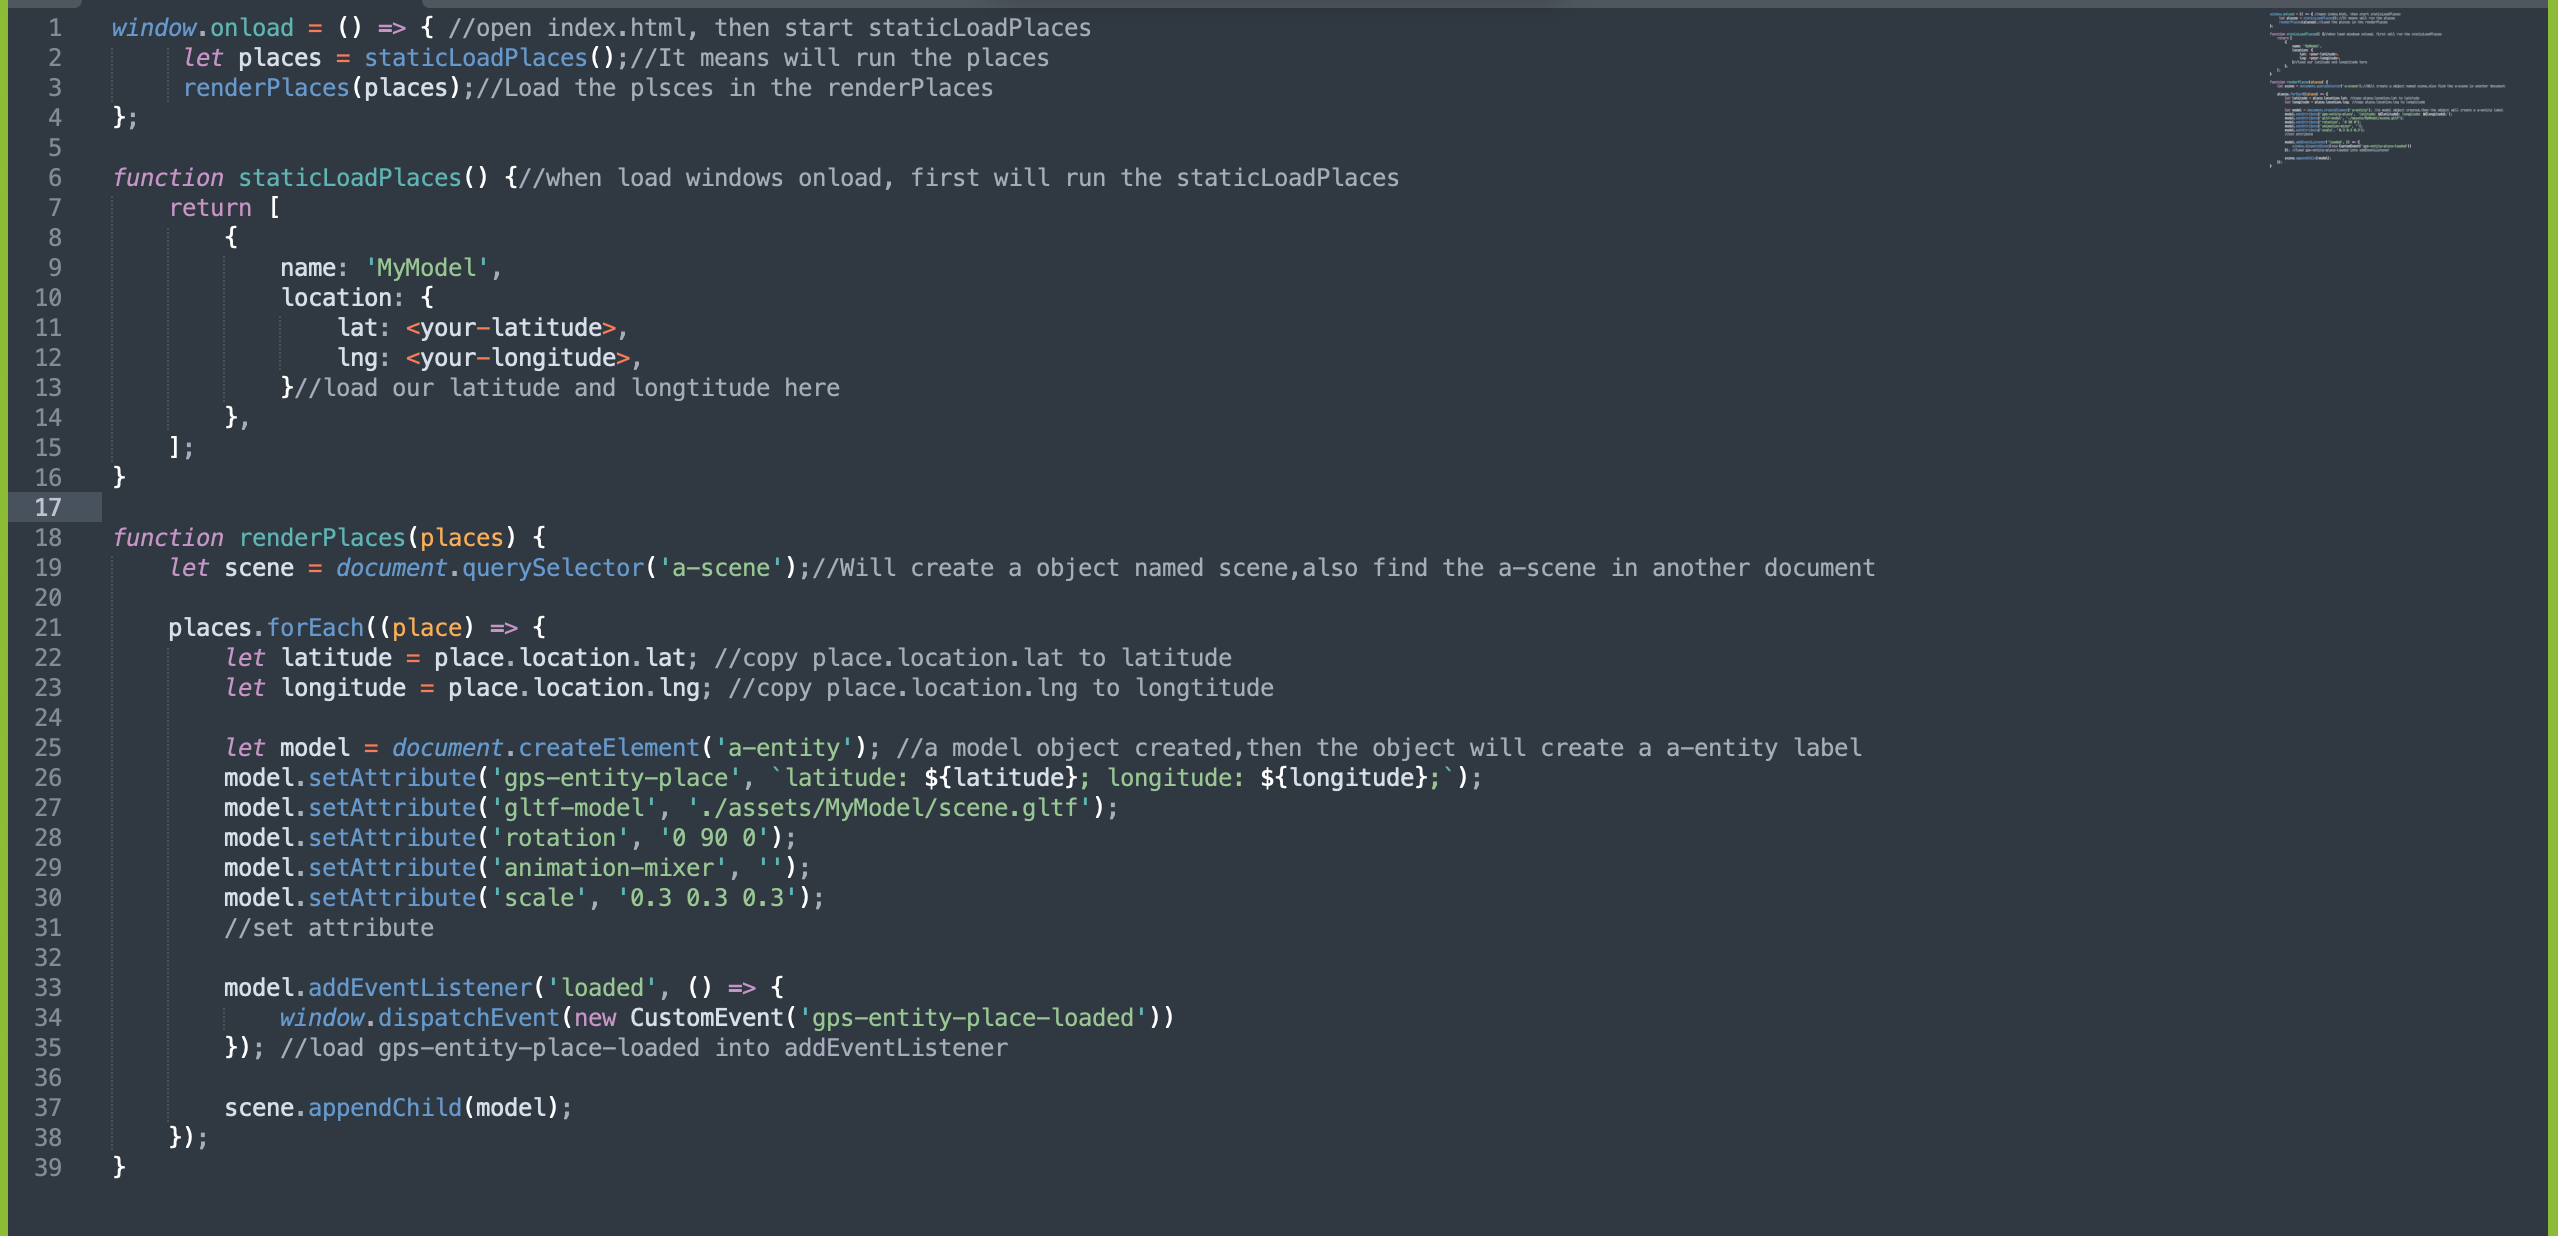 1 window.onload = () => { //open index.html, then start staticLoadPlaces
2 let places = staticLoadPlaces();//It means will run the places
3 renderPlaces(places);//Load the plsces in the renderPlaces
4 };
5
6 function staticLoadPlaces() {//when load windows onload, first will run the staticLoadPlaces
7 return [
8 {
9 name: 'MyModel',
10 location: {
11 lat: <your-latitude>,
12 lng: <your-longitude>,
13 }//load our latitude and longtitude here
14 },
15 ];
16 }
17
18 function renderPlaces(places) {
19 let scene = document.querySelector('a-scene');//Will create a object named scene,also find the a-scene in another document
20
21 places.forEach((place) => {
22 let latitude = place.location.lat; //copy place.location.lat to latitude
23 let longitude = place.location.lng; //copy place.location.lng to longtitude
24
25 let model = document.createElement('a-entity'); //a model object created,then the object will create a a-entity label
26 model.setAttribute('gps-entity-place', `latitude: ${latitude}; longitude: ${longitude};`);
27 model.setAttribute('gltf-model', './assets/MyModel/scene.gltf');
28 model.setAttribute('rotation', '0 90 0');
29 model.setAttribute('animation-mixer', '');
30 model.setAttribute('scale', '0.3 0.3 0.3');
31 //set attribute
32
33 model.addEventListener('loaded', () => {
34 window.dispatchEvent(new CustomEvent('gps-entity-place-loaded'))
35 }); //load gps-entity-place-loaded into addEventListener
36
37 scene.appendChild(model);
38 });
39 }